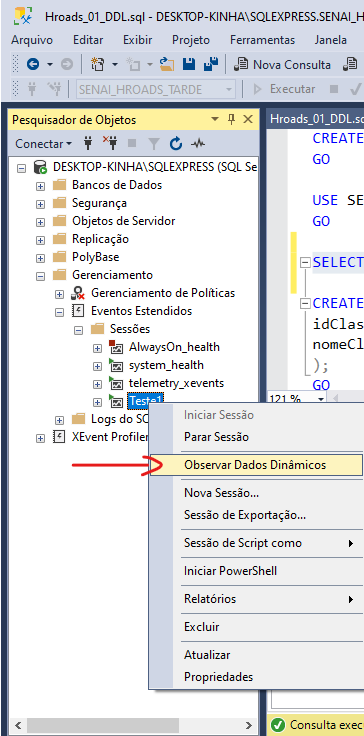 Hroads_01_DDL.sql - DESKTOP-KINHA\SQLEXPRESS.SENAI_H
Arquivo Editar Exibir Projeto Ferramentas Janela
Nova Consulta
SENAI_HROADS_TARDE Executar
Pesquisador de Objetos
Conectar
DESKTOP-KINHA\SQLEXPRESS (SQL Se
Bancos de Dados
Segurança
Objetos de Servidor
Replicação
PolyBase
Gerenciamento
Gerenciamento de Políticas
Eventos Estendidos
Sessões
AlwaysOn_health
system_health
telemetry_xevents
Teste1
Logs do SQ
XEvent Profiler
Hroads_01_DDL.sq
CREATE
GO
USE SE
GO
SELECT
CREATE
idClas
nomeCl
);
GO
121 %
Iniciar Sessão
Parar Sessão
Observar Dados Dinâmicos
Nova Sessão...
Sessão de Exportação...
Sessão de Script como
Iniciar PowerShell
Relatórios
Excluir
Atualizar
Propriedades
Consulta exec